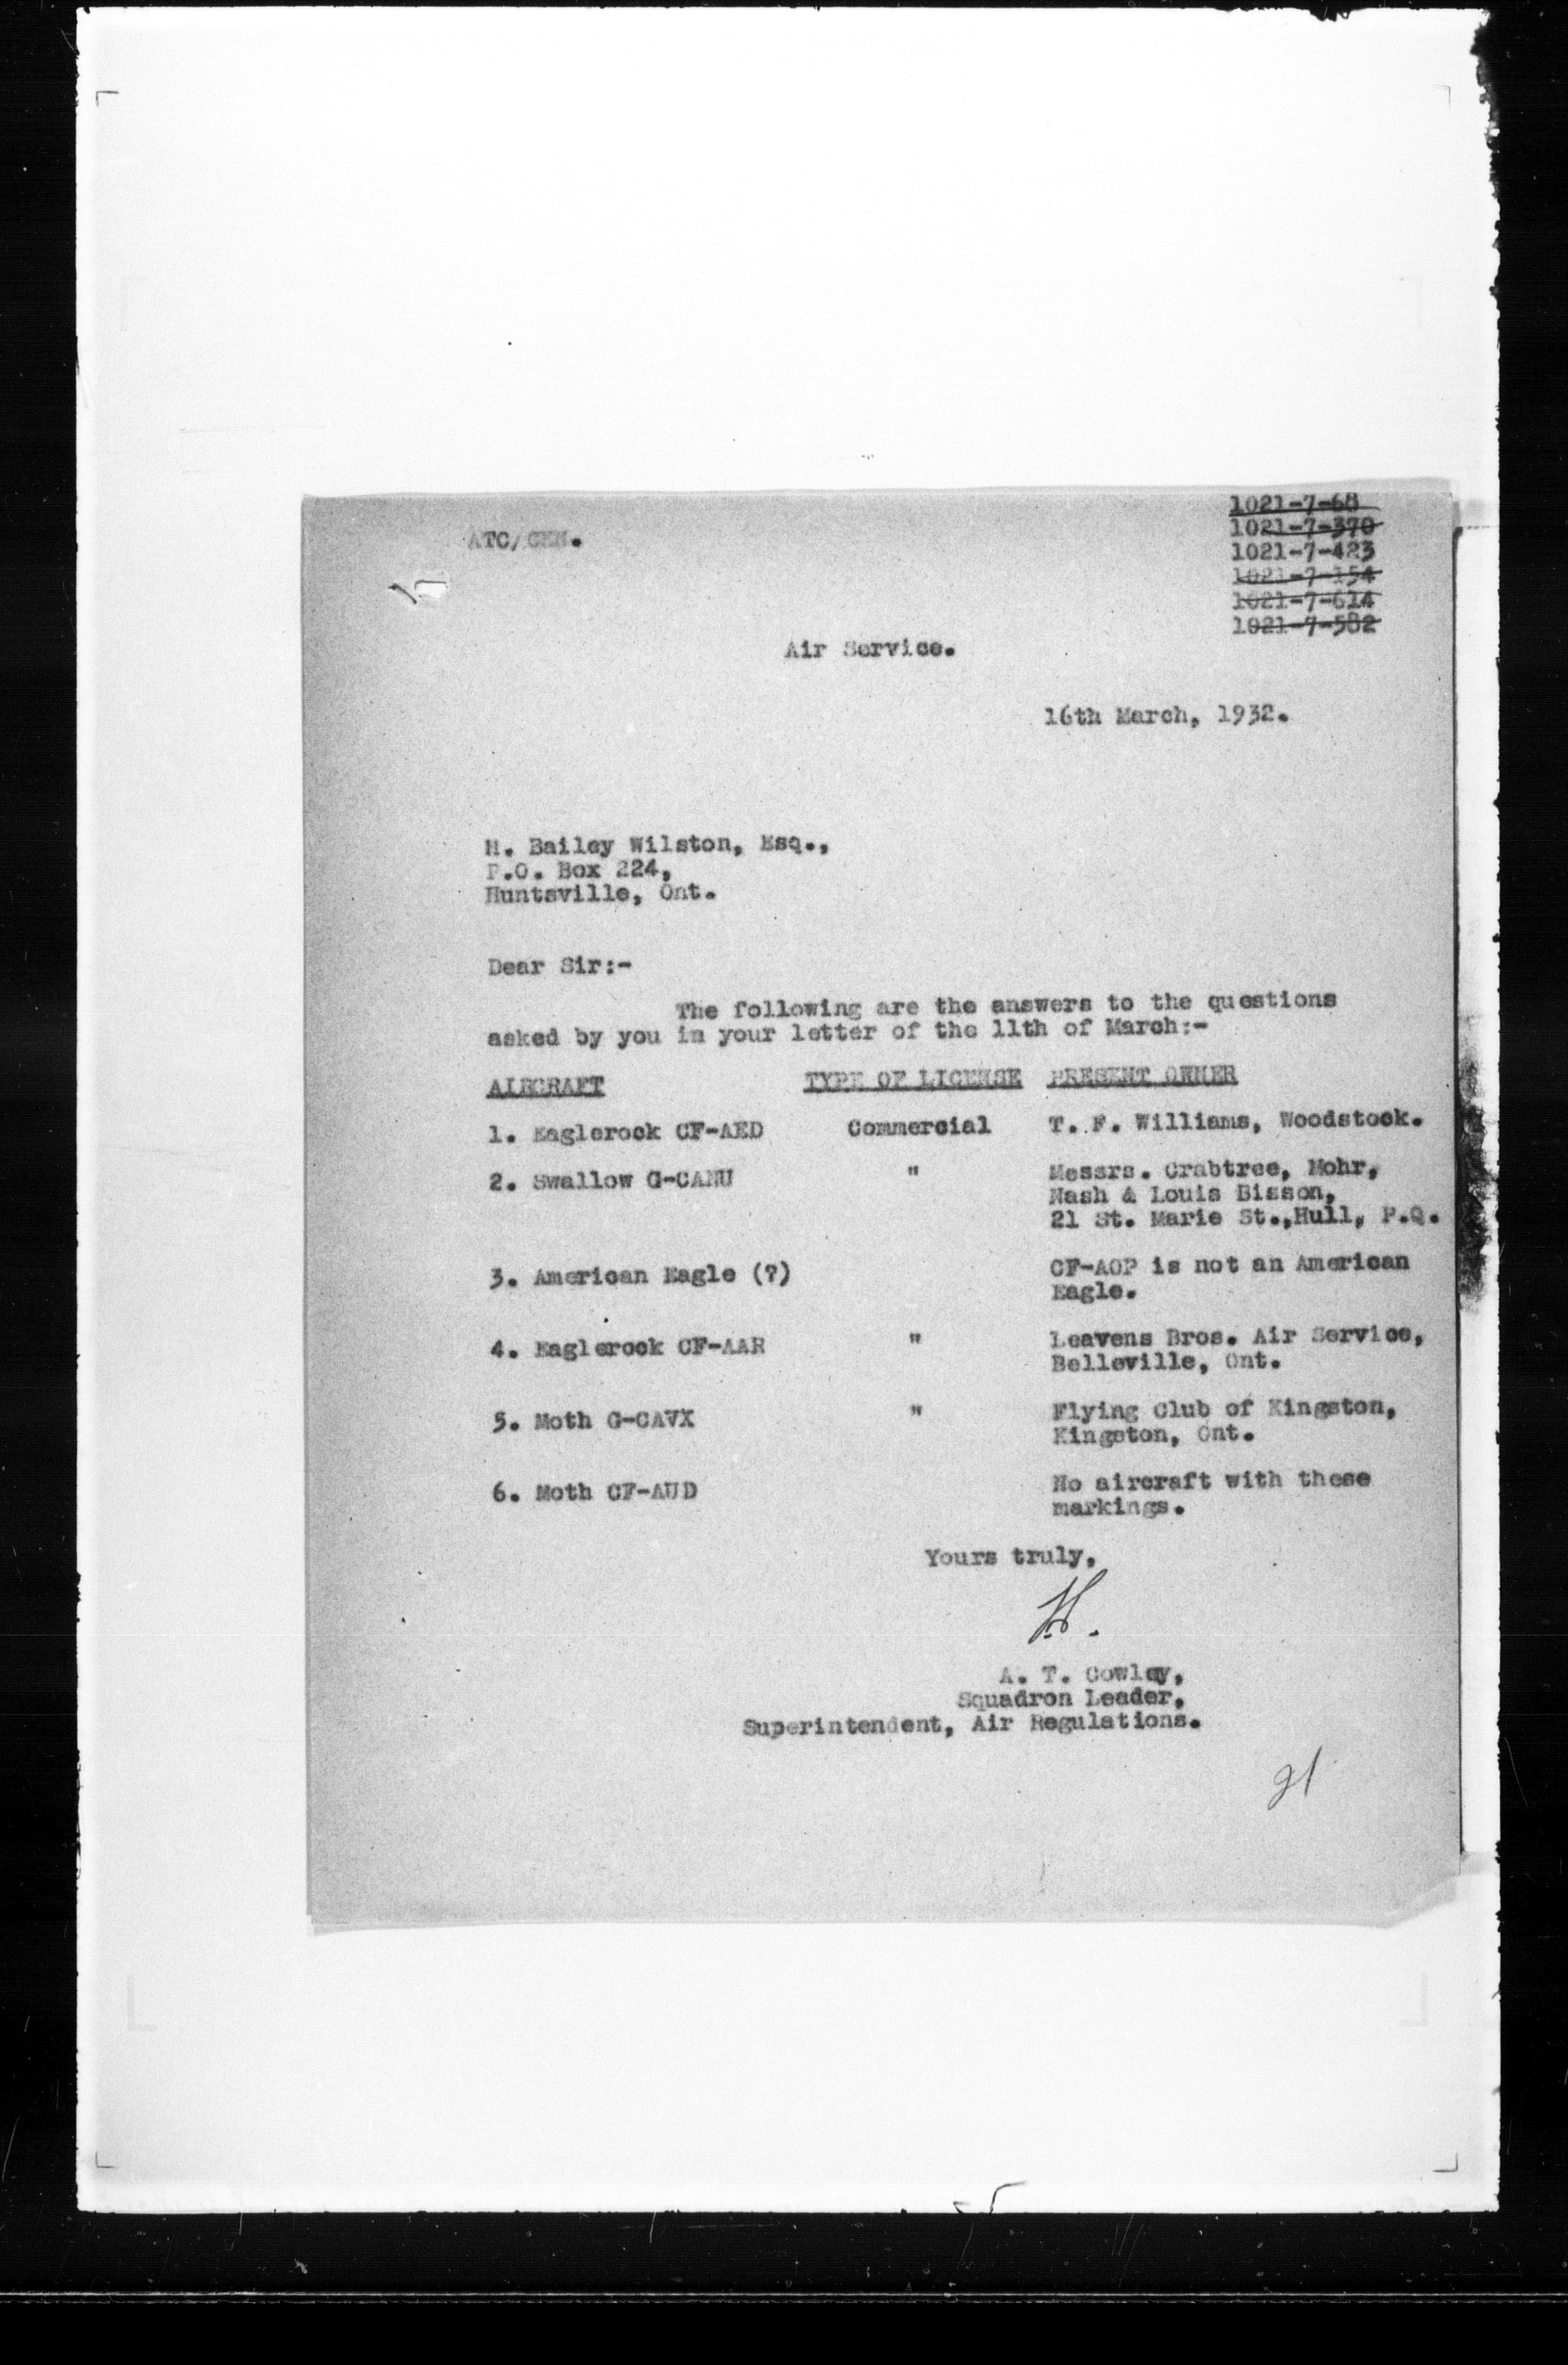 1021-7-68
ATC/GEN.
1021-7-370
1021-7-423
1021-7-154
1021-7-614
1021-7-582
Air Service.
16th March, 1932.
H. Bailey Wilston, Esq.,
P.O. Box 224,
Huntsville, Ont.
Dear Sir:-
The following are the answers to the questions
asked by you in your letter of the 11th of March:-
AIRCRAFT TYPE OF LICENSE PRESENT OWNER
1. Eaglerock CF-AED Commercial T. F. Williams, Woodstock.
2. Swallow G-CANU " Messrs. Crabtree, Mohr,
Nash & Louis Bisson,
21 St. Marie St.,Hull, P.Q.
3. American Eagle (?) CF-AOP is not an American
Eagle.
4. Eaglerock CF-AAR " Leavens Bros. Air Service,
Belleville, Ont.
5. Moth G-CAVX " Flying Club of Kingston,
Kingston, Ont.
6. Moth CF-AUD No aircraft with these
markings.
Yours truly,
A. T. Cowley,
Squadron Leader,
Superintendent, Air Regulations.
21